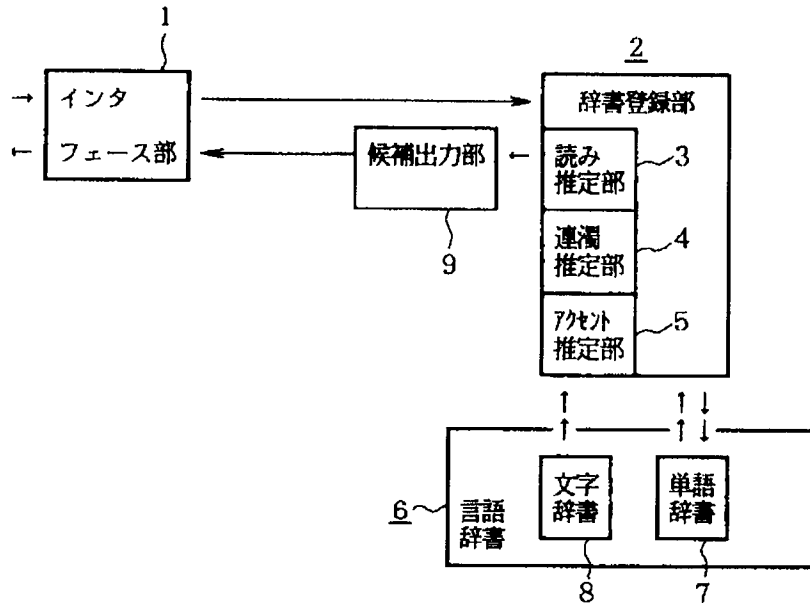 1
2
→ インタ
← フェース部
辞書登録部
候補出力部
←
9
読み
推定部
3
連濁
推定部
4
アクセント
推定部
5
↑ ↑ ↓
↑ ↑ ↓
6
言語
辞書
文字
辞書
8
単語
辞書
7